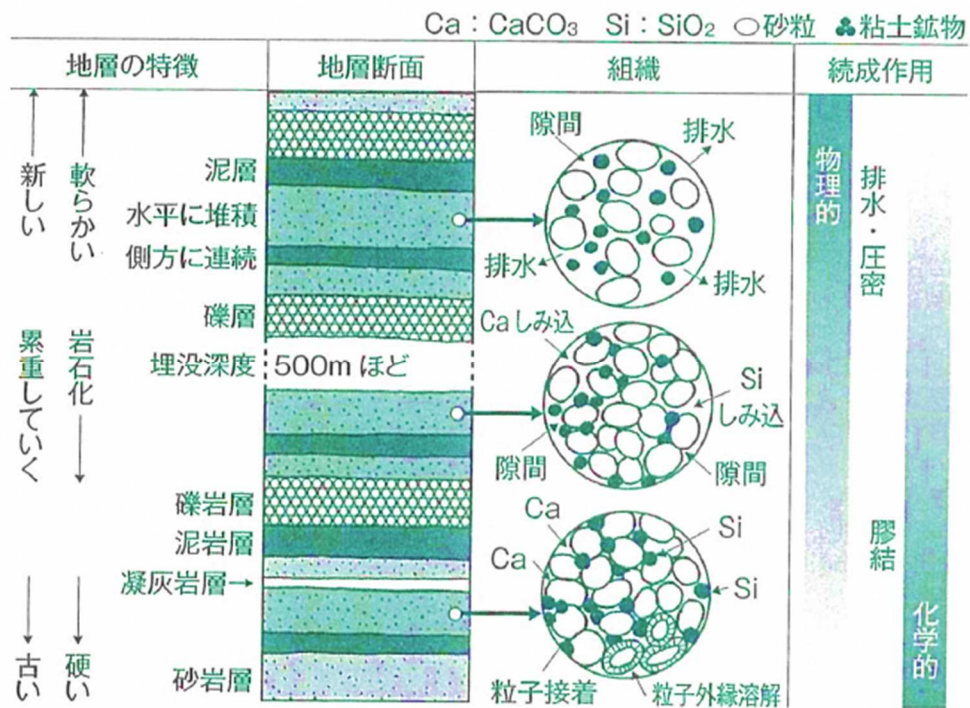 Ca：CaCO₃ Si：SiO₂ 砂粒 粘土鉱物
地層の特徴 地層断面 組織 続成作用
新しい
軟らかい
累重していく
岩石化
古い
硬い
泥層
水平に堆積
側方に連続
礫層
埋没深度 500mほど
礫岩層
泥岩層
凝灰岩層→
砂岩層
隙間
排水
排水
排水
Caしみ込
Si
しみ込
隙間
隙間
Ca
Si
Ca
Si
粒子接着
粒子外縁溶解
物理的
排水・圧密
膠結
化学的